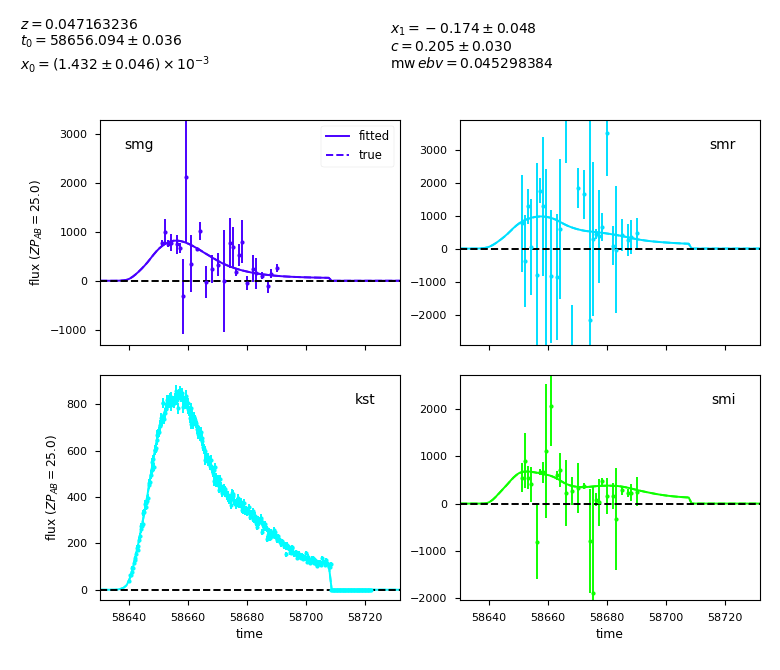 z = 0.047163236
t₀ = 58656.094 ± 0.036
x₀ = (1.432 ± 0.046) × 10⁻³
x₁ = −0.174 ± 0.048
c = 0.205 ± 0.030
mw ebv = 0.045298384
smg
fitted
true
flux (ZP_AB = 25.0)
3000
2000
1000
0
−1000
smr
3000
2000
1000
0
−1000
−2000
kst
flux (ZP_AB = 25.0)
800
600
400
200
0
58640 58660 58680 58700 58720
time
smi
2000
1000
0
−1000
−2000
58640 58660 58680 58700 58720
time